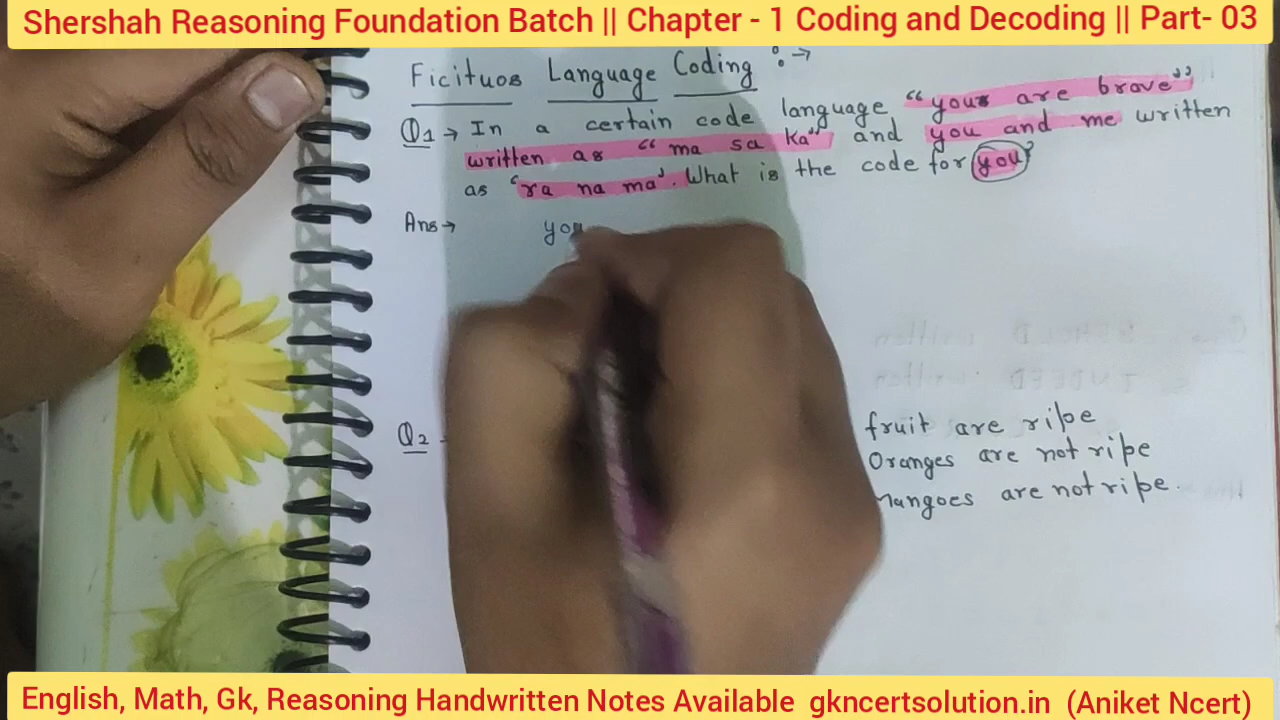 Shershah Reasoning Foundation Batch || Chapter - 1 Coding and Decoding || Part- 03
Ficituos Language Coding :→
Q1 → In a certain code language "your are brave"
written as "ma sa ka" and you and me written
as 'ra na ma'. What is the code for you?
Ans → you
Q2
fruit are ripe
Oranges are not ripe
mangoes are not ripe.
English, Math, Gk, Reasoning Handwritten Notes Available gkncertsolution.in (Aniket Ncert)